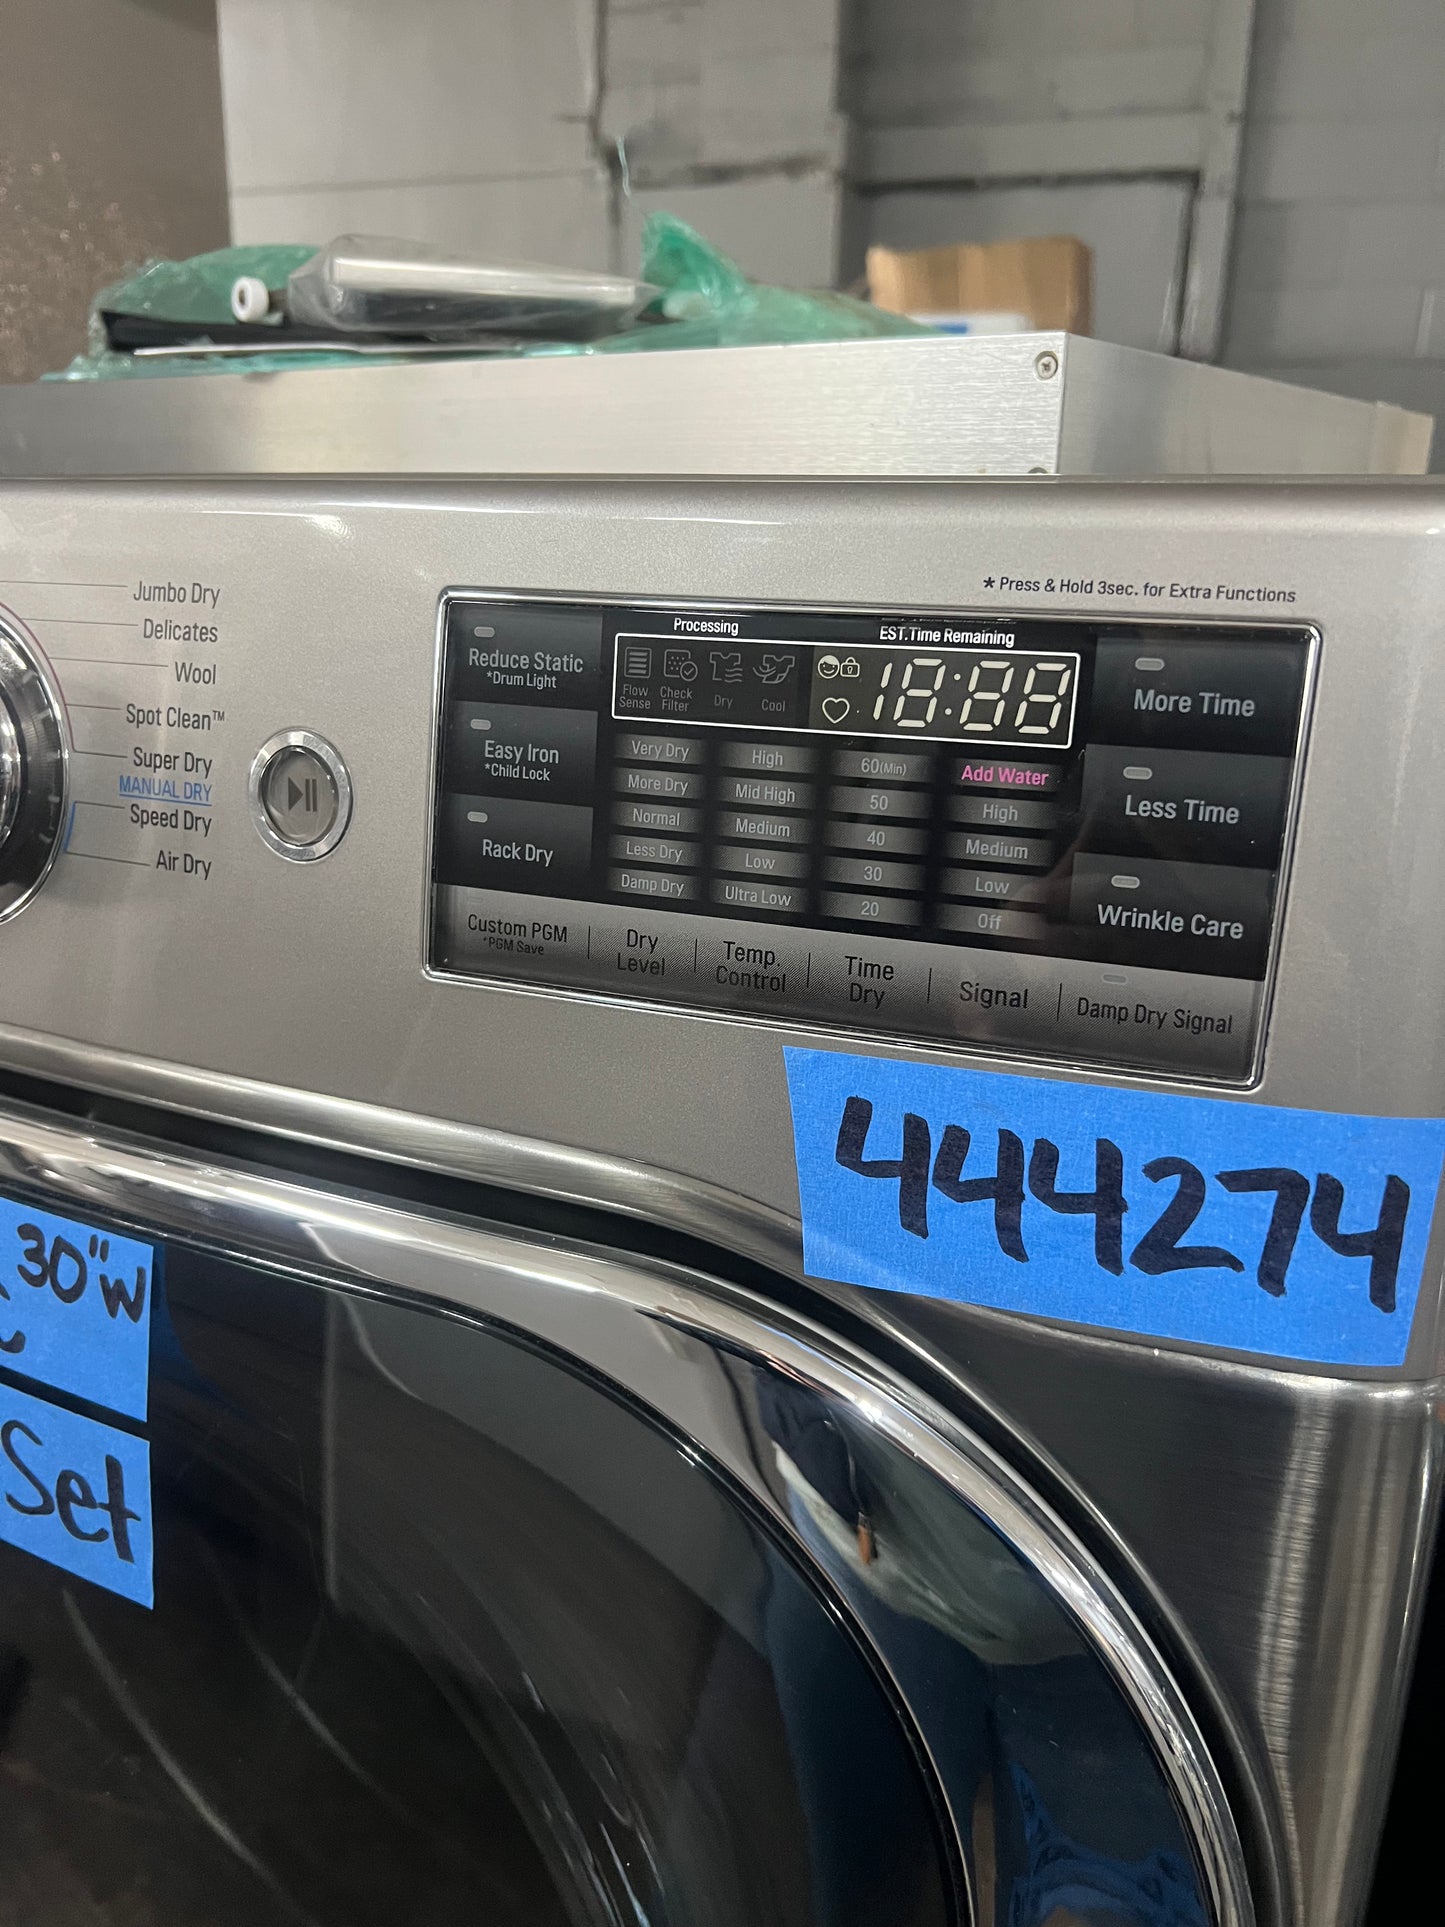 Jumbo Dry
Delicates
Wool
Spot Clean™
Super Dry
MANUAL DRY
Speed Dry
Air Dry
* Press & Hold 3sec. for Extra Functions
Processing
EST.Time Remaining
Flow Sense
Check Filter
Dry
Cool
18:88
Reduce Static
*Drum Light
Easy Iron
*Child Lock
Rack Dry
Custom PGM
*PGM Save
Very Dry
More Dry
Normal
Less Dry
Damp Dry
Dry
Level
High
Mid High
Medium
Low
Ultra Low
Temp.
Control
60(Min)
50
40
30
20
Time
Dry
Add Water
High
Medium
Low
Off
Signal
More Time
Less Time
Wrinkle Care
Damp Dry Signal
444274
30"W
Set